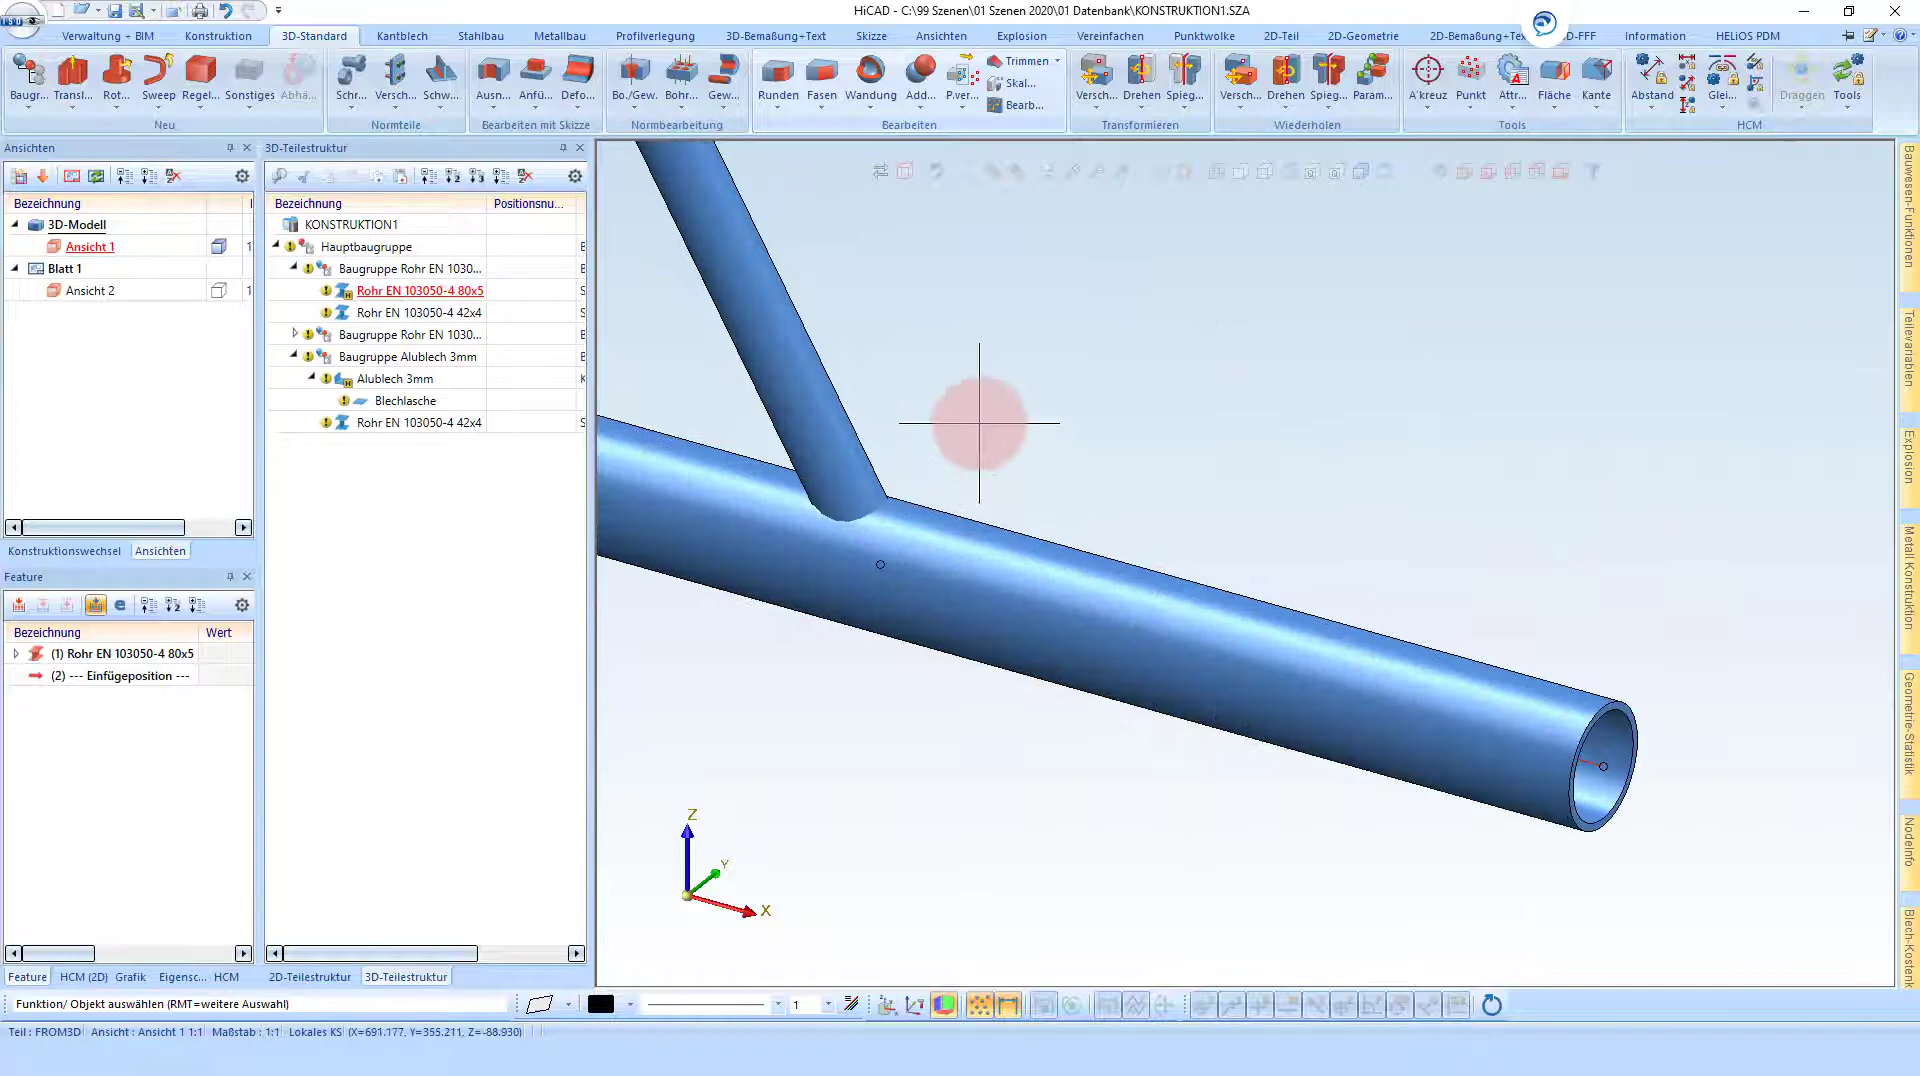 HiCAD - C:\99 Szenen\01 Szenen 2020\01 Datenbank\KONSTRUKTION1.SZA
ISD
Verwaltung + BIM Konstruktion 3D-Standard Kantblech Stahlbau Metallbau Profilverlegung 3D-Bemaßung+Text Skizze Ansichten Explosion Vereinfachen Punktwolke 2D-Teil 2D-Geometrie 2D-Bemaßung+Te D-FFF Information HELiOS PDM
Trimmen
Skal...
Bearb...
Baugr... Transl... Rot... Sweep Regel... Sonstiges Abhä... Schr... Versch... Schw... Ausn... Anfü... Defo... Bo./Gew. Bohr... Gew... Runden Fasen Wandung Add... P.ver... Versch... Drehen Spieg... Versch... Drehen Spieg... Param... A'kreuz Punkt Attr... Fläche Kante Abstand Glei... Draggen Tools
Neu Normteile Bearbeiten mit Skizze Normbearbeitung Bearbeiten Transformieren Wiederholen Tools HCM
Ansichten
Bezeichnung
3D-Modell
Ansicht 1 1
Blatt 1
Ansicht 2 1
Konstruktionswechsel Ansichten
Feature
Bezeichnung Wert
(1) Rohr EN 103050-4 80x5
(2) --- Einfügeposition ---
Feature HCM (2D) Grafik Eigensc... HCM
3D-Teilestruktur
Bezeichnung Positionsnu...
KONSTRUKTION1
Hauptbaugruppe
Baugruppe Rohr EN 1030...
Rohr EN 103050-4 80x5
Rohr EN 103050-4 42x4
Baugruppe Rohr EN 1030...
Baugruppe Alublech 3mm
Alublech 3mm
Blechlasche
Rohr EN 103050-4 42x4
2D-Teilestruktur 3D-Teilestruktur
Z
Y
X
Bauwesen-Funktionen
Teilevariablen
Explosion
Metall Konstruktion
Geometrie-Statistik
NodeInfo
Blech-Kosten
Funktion/ Objekt auswählen (RMT=weitere Auswahl)
1
Teil : FROM3D Ansicht : Ansicht 1 1:1 Maßstab : 1:1 Lokales KS (X=691.177, Y=355.211, Z=-88.930)